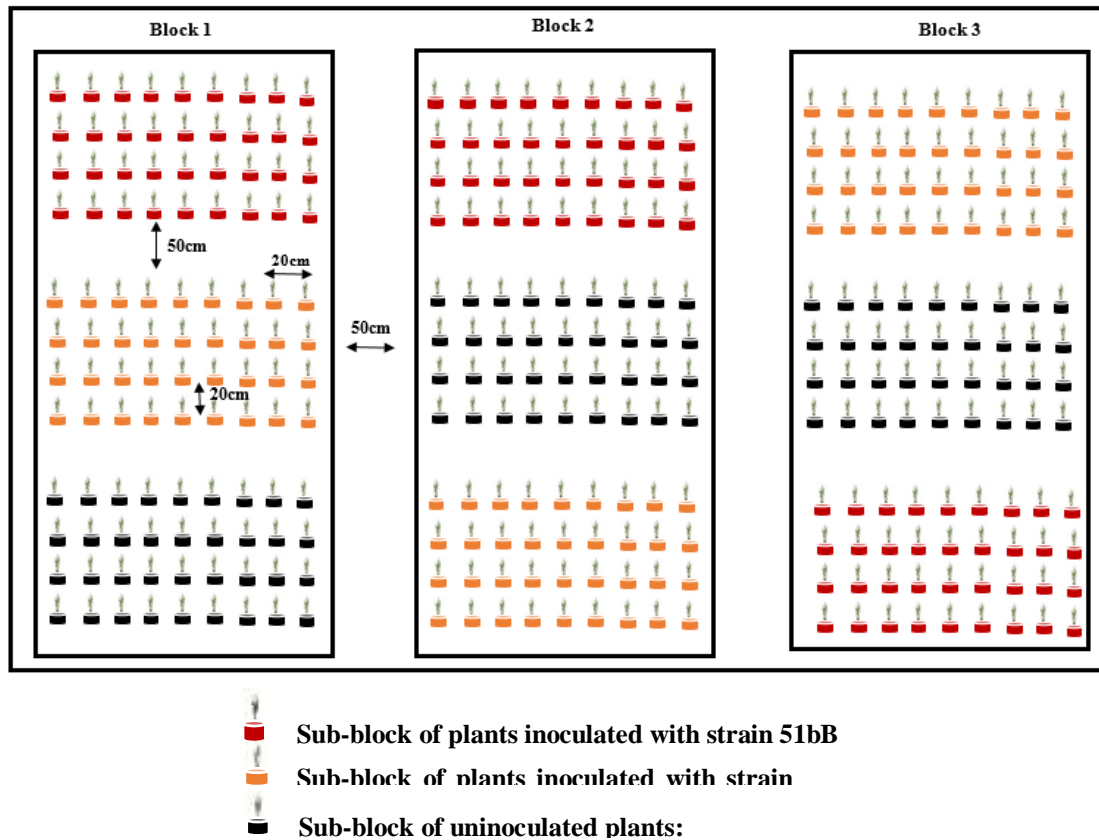 Block 1
Block 2
Block 3
50cm
20cm
50cm
20cm
Sub-block of plants inoculated with strain 51bB
Sub-block of plants inoculated with strain
Sub-block of uninoculated plants: